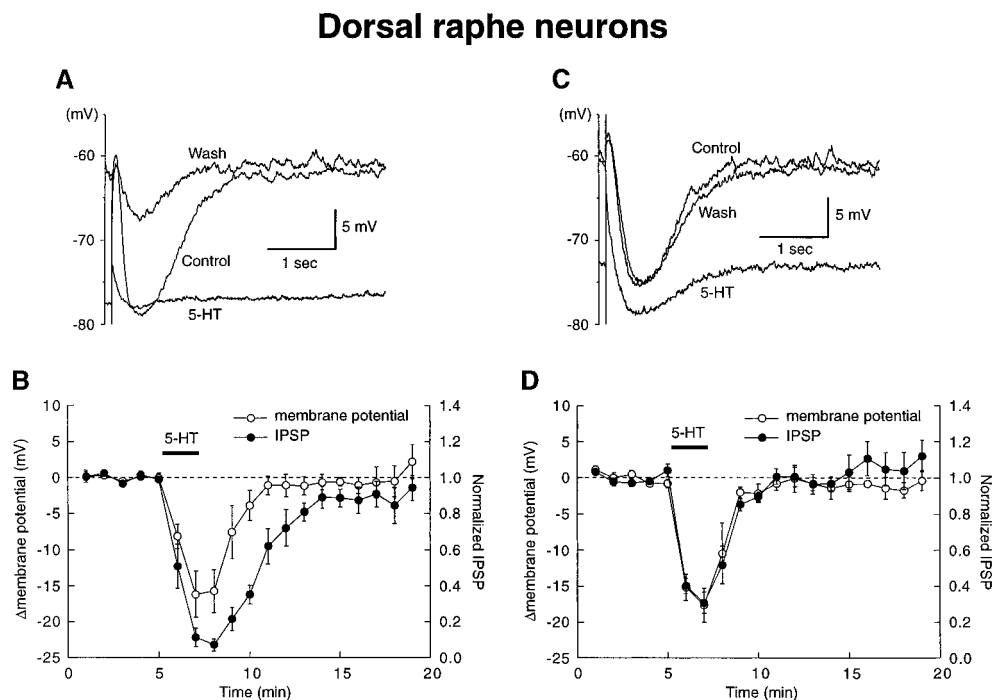 Dorsal raphe neurons
A
(mV)
-60
-70
-80
Wash
Control
5-HT
5 mV
1 sec
C
(mV)
-60
-70
-80
Control
Wash
5-HT
5 mV
1 sec
B
Δmembrane potential (mV)
10
5
0
-5
-10
-15
-20
-25
5-HT
membrane potential
IPSP
1.4
1.2
1.0
0.8
0.6
0.4
0.2
0.0
Normalized IPSP
0 5 10 15 20
Time (min)
D
Δmembrane potential (mV)
10
5
0
-5
-10
-15
-20
-25
5-HT
membrane potential
IPSP
1.4
1.2
1.0
0.8
0.6
0.4
0.2
0.0
Normalized IPSP
0 5 10 15 20
Time (min)